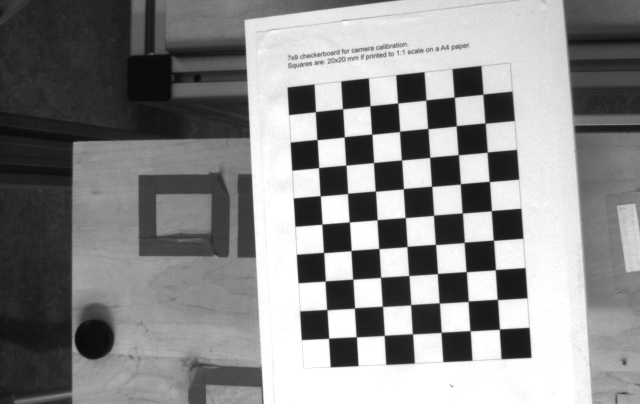 7x9 checkerboard for camera calibration.
Squares are: 20x20 mm if printed to 1:1 scale on a A4 paper.